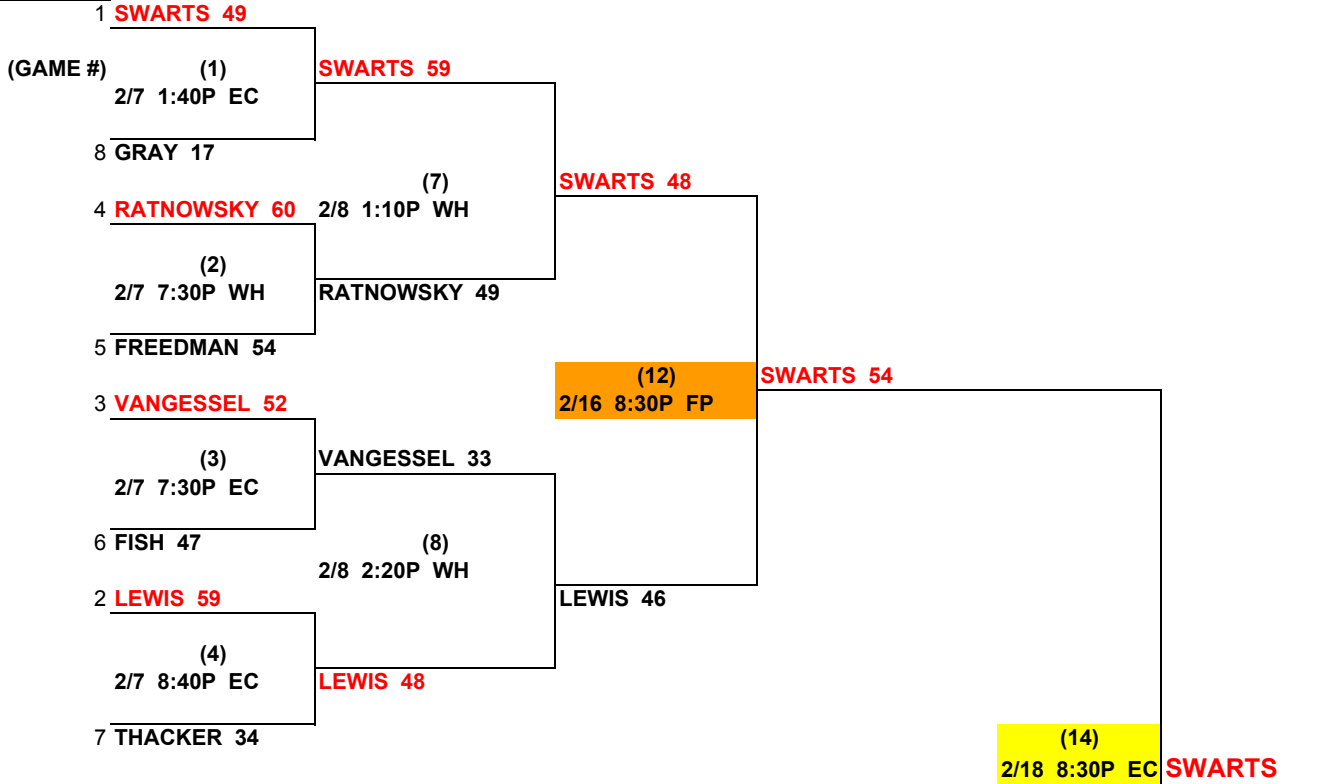 1 SWARTS 49
(GAME #) (1) SWARTS 59
2/7 1:40P EC
8 GRAY 17
(7) SWARTS 48
4 RATNOWSKY 60 2/8 1:10P WH
(2)
2/7 7:30P WH RATNOWSKY 49
5 FREEDMAN 54
(12) SWARTS 54
3 VANGESSEL 52 2/16 8:30P FP
(3) VANGESSEL 33
2/7 7:30P EC
6 FISH 47 (8)
2/8 2:20P WH
2 LEWIS 59 LEWIS 46
(4)
2/7 8:40P EC LEWIS 48
7 THACKER 34 (14)
2/18 8:30P EC SWARTS